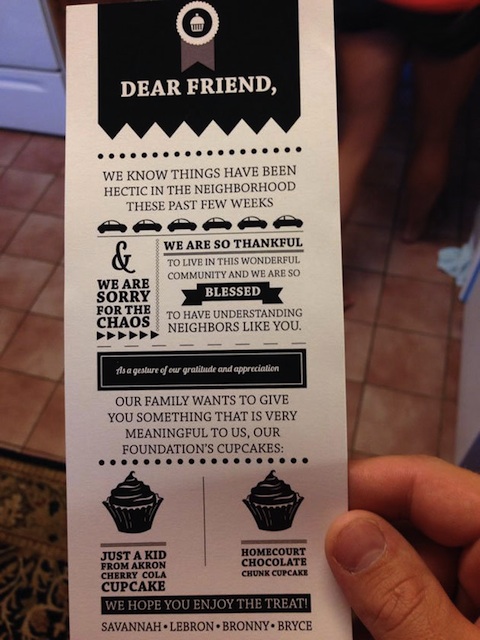 DEAR FRIEND,
WE KNOW THINGS HAVE BEEN
HECTIC IN THE NEIGHBORHOOD
THESE PAST FEW WEEKS
&
WE ARE
SORRY
FOR THE
CHAOS
WE ARE SO THANKFUL
TO LIVE IN THIS WONDERFUL
COMMUNITY AND WE ARE SO
BLESSED
TO HAVE UNDERSTANDING
NEIGHBORS LIKE YOU.
As a gesture of our gratitude and appreciation
OUR FAMILY WANTS TO GIVE
YOU SOMETHING THAT IS VERY
MEANINGFUL TO US, OUR
FOUNDATION'S CUPCAKES:
JUST A KID
FROM AKRON
CHERRY COLA
CUPCAKE
HOMECOURT
CHOCOLATE
CHUNK CUPCAKE
WE HOPE YOU ENJOY THE TREAT!
SAVANNAH • LEBRON • BRONNY • BRYCE